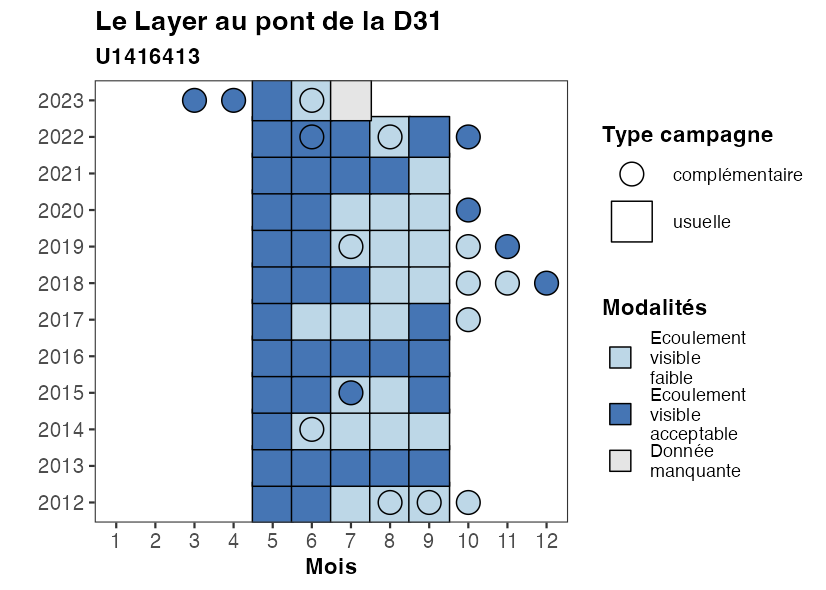 Le Layer au pont de la D31
U1416413
2023
2022
2021
2020
2019
2018
2017
2016
2015
2014
2013
2012
1 2 3 4 5 6 7 8 9 10 11 12
Mois
Type campagne
complémentaire
usuelle
Modalités
Ecoulement
visible
faible
Ecoulement
visible
acceptable
Donnée
manquante